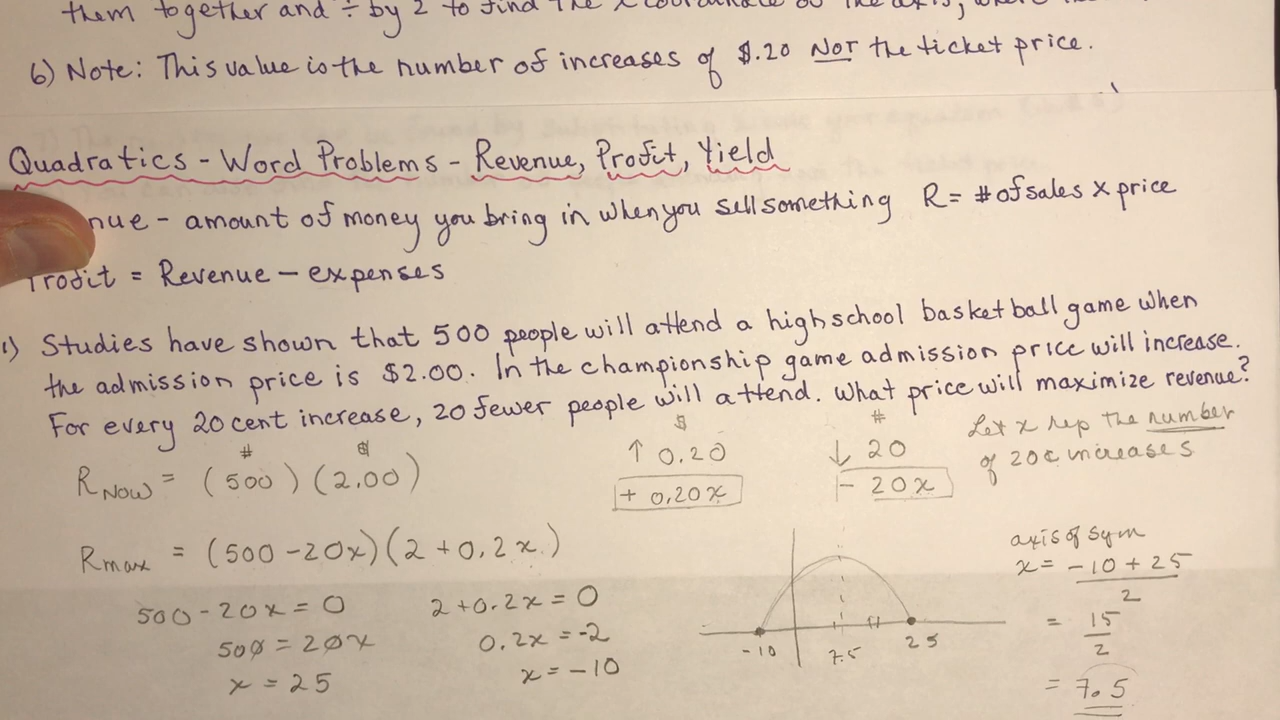 them together and ÷ by 2 to find the x coordinate of the axis,
6) Note: This value is the number of increases of $.20 NOT the ticket price.
Quadratics - Word Problems - Revenue, Profit, Yield
nue - amount of money you bring in when you sell something R = # of sales x price
Profit = Revenue - expenses
1) Studies have shown that 500 people will attend a high school basketball game when
the admission price is $2.00. In the championship game admission price will increase.
For every 20 cent increase, 20 fewer people will attend. What price will maximize revenue?
# $ $ # Let x rep the number
R NOW = (500)(2.00) ↑ 0.20 ↓ 20 of 20¢ increases
+ 0.20x - 20x
Rmax = (500-20x)(2+0.2x) axis of sym
x = -10 + 25
2
500-20x=0 2+0.2x=0
500=20x 0.2x=-2 = 15
2
x = 25 x = -10 -10 7.5 25
= 7.5